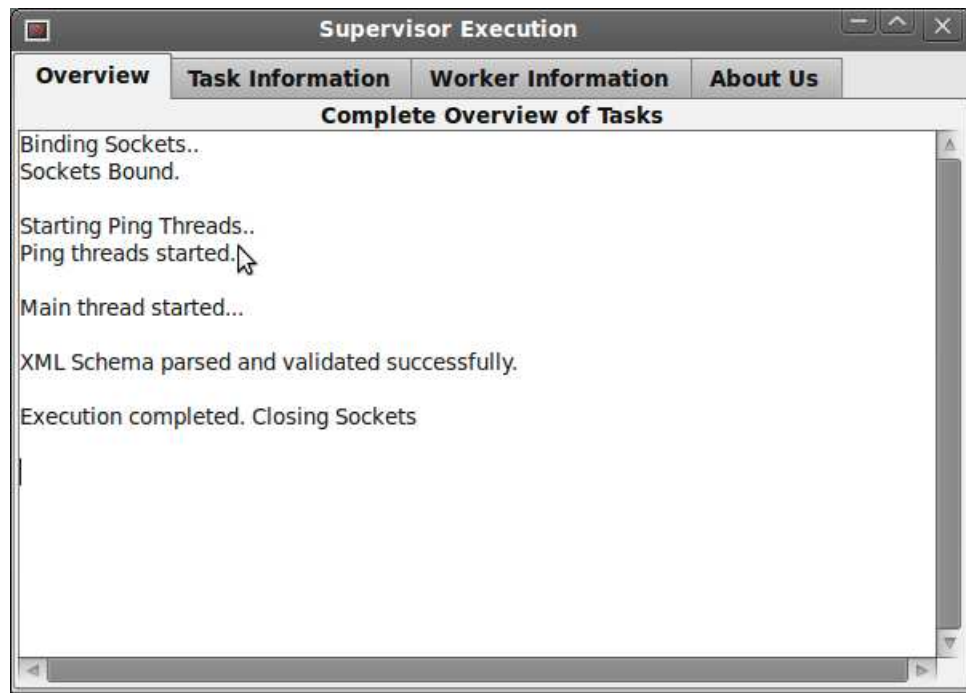 Supervisor Execution
Overview Task Information Worker Information About Us
Complete Overview of Tasks
Binding Sockets..
Sockets Bound.
Starting Ping Threads..
Ping threads started.
Main thread started...
XML Schema parsed and validated successfully.
Execution completed. Closing Sockets